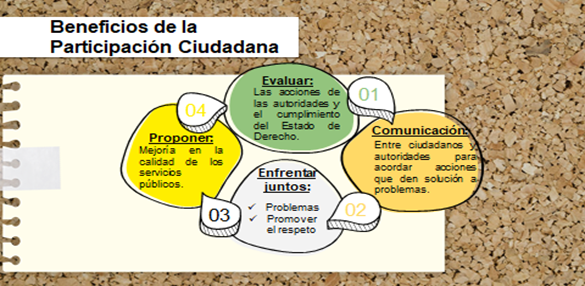 Beneficios de la
Participación Ciudadana
Evaluar:
Las acciones de
las autoridades y
el cumplimiento
del Estado de
Derecho.
01
Comunicación:
Entre ciudadanos y
autoridades para
acordar acciones
que den solución a
problemas.
02
Enfrentar
juntos:
✓ Problemas
✓ Promover
el respeto
03
Proponer:
Mejoría en la
calidad de los
servicios
públicos.
04